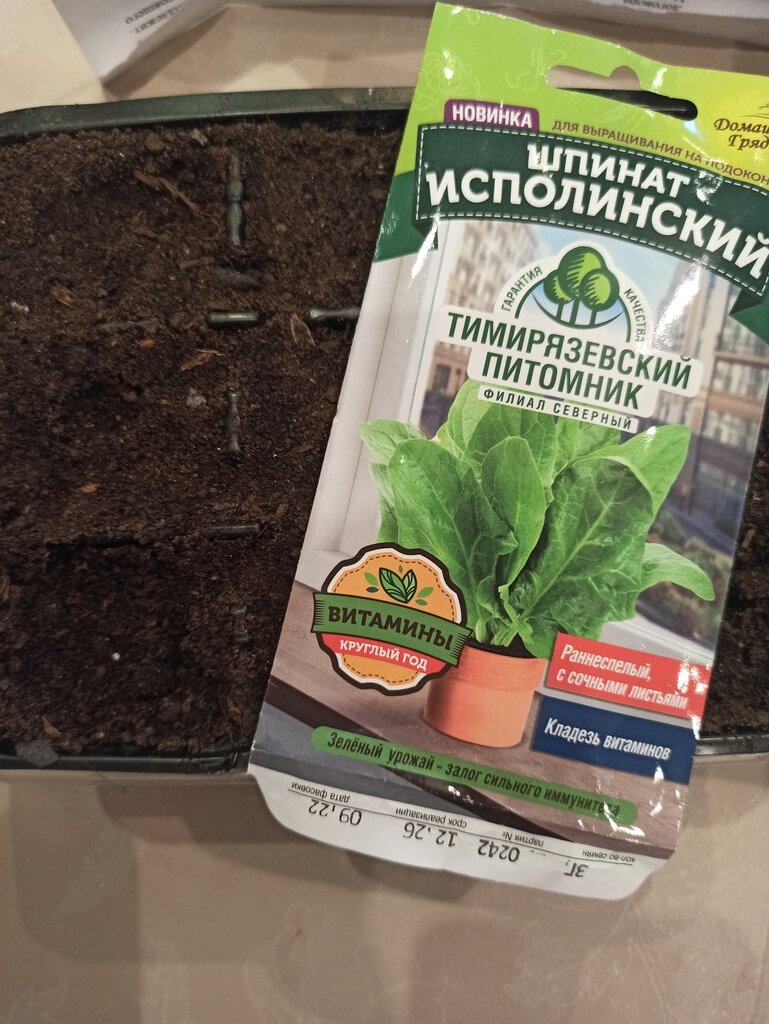 НОВИНКА
ДЛЯ ВЫРАЩИВАНИЯ НА ПОДОКОН
ШПИНАТ
ИСПОЛИНСКИЙ
ГАРАНТИЯ КАЧЕСТВА
ТИМИРЯЗЕВСКИЙ
ПИТОМНИК
ФИЛИАЛ СЕВЕРНЫЙ
ВИТАМИНЫ
КРУГЛЫЙ ГОД
Раннеспелый,
с сочными листьями
Кладезь витаминов
Зелёный урожай – залог сильного иммунитета
кол-во семян партия № срок реализации дата фасовки
3г, 0242 12.26 09.22